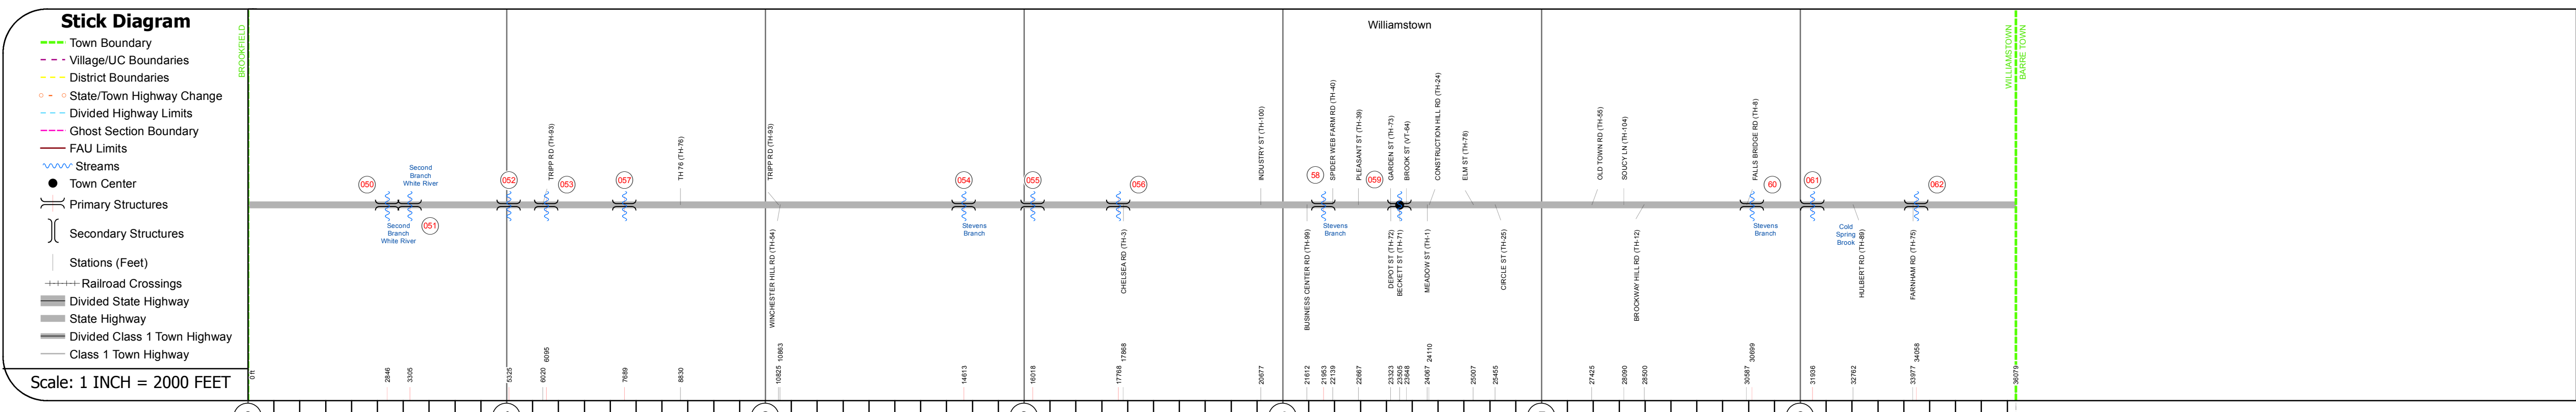 Stick Diagram
Town Boundary
Village/UC Boundaries
District Boundaries
State/Town Highway Change
Divided Highway Limits
Ghost Section Boundary
FAU Limits
Streams
Town Center
Primary Structures
Secondary Structures
Stations (Feet)
Railroad Crossings
Divided State Highway
State Highway
Divided Class 1 Town Highway
Class 1 Town Highway
Scale: 1 INCH = 2000 FEET
BROOKFIELD
Williamstown
WILLIAMSTOWN
BARRE TOWN
050
Second
Branch
White River
Second
Branch
White River
051
052
TRIPP RD (TH-93)
053
057
TH 76 (TH-76)
TRIPP RD (TH-93)
WINCHESTER HILL RD (TH-54)
054
Stevens
Branch
055
056
CHELSEA RD (TH-3)
INDUSTRY ST (TH-100)
BUSINESS CENTER RD (TH-99)
58
Stevens
Branch
SPIDER WEB FARM RD (TH-40)
PLEASANT ST (TH-39)
059
GARDEN ST (TH-73)
DEPOT ST (TH-72)
BECKETT ST (TH-71)
BROOK ST (VT-64)
MEADOW ST (TH-1)
CONSTRUCTION HILL RD (TH-24)
ELM ST (TH-78)
CIRCLE ST (TH-25)
OLD TOWN RD (TH-55)
SOUCY LN (TH-104)
BROCKWAY HILL RD (TH-12)
FALLS BRIDGE RD (TH-8)
60
Stevens
Branch
061
Cold
Spring
Brook
HULBERT RD (TH-89)
FARNHAM RD (TH-75)
062
0 ft
2846
3305
5325
6020
6095
7689
8830
10825
10863
14613
16018
17768
17868
20677
21612
21953
22139
22667
23323
23505
23648
24067
24110
25007
25455
27425
28090
28500
30587
30699
31936
32762
33977
34058
36079